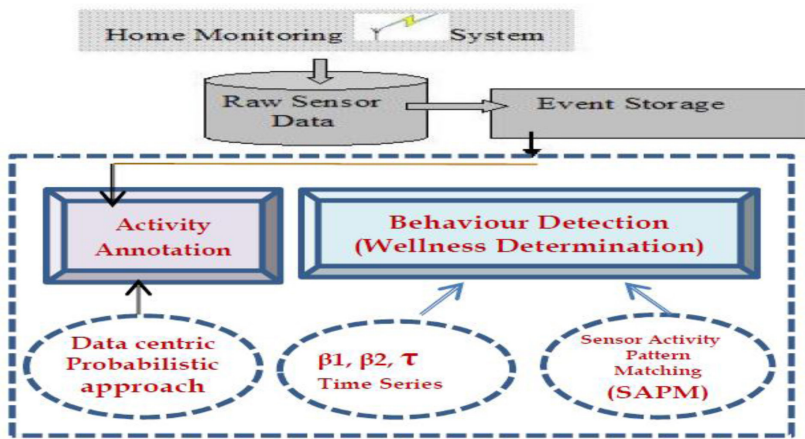 Home Monitoring System
Raw Sensor
Data
Event Storage
Activity
Annotation
Behaviour Detection
(Wellness Determination)
Data centric
Probabilistic
approach
β1, β2, τ
Time Series
Sensor Activity
Pattern
Matching
(SAPM)